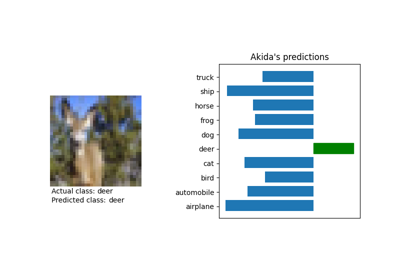 Akida's predictions
truck
ship
horse
frog
dog
deer
cat
bird
automobile
airplane
Actual class: deer
Predicted class: deer